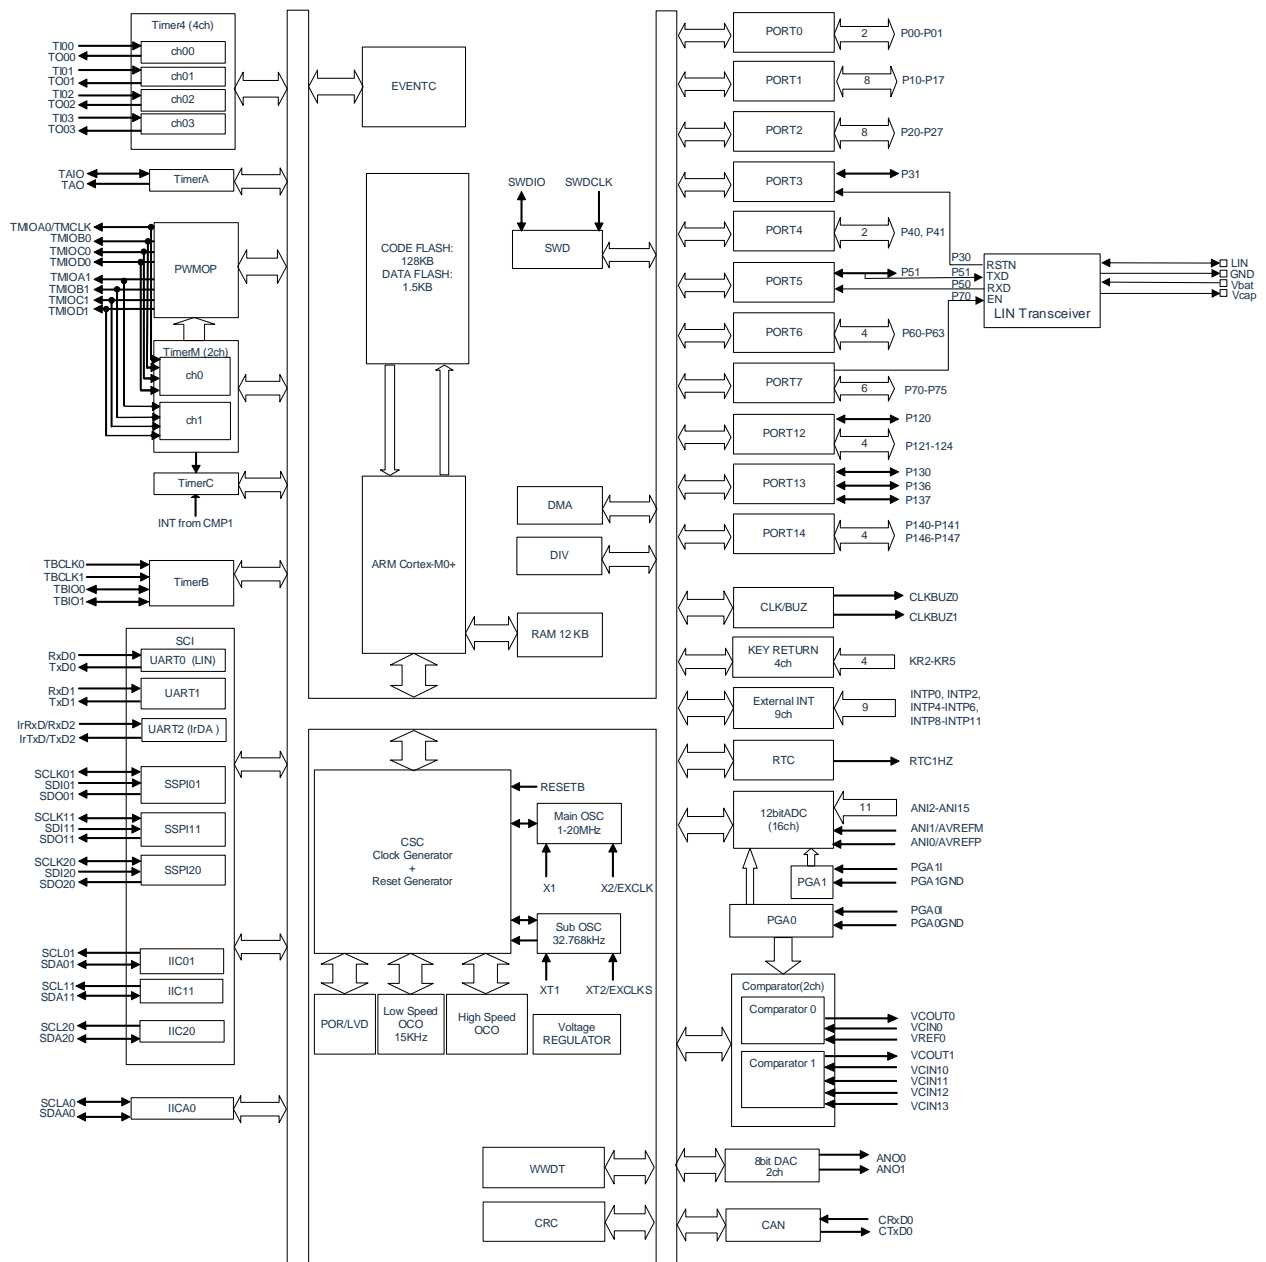 Timer4 (4ch)
TI00
TO00
ch00
TI01
TO01
ch01
TI02
TO02
ch02
TI03
TO03
ch03
TAIO
TAO
TimerA
TMIOA0/TMCLK
TMIOB0
TMIOC0
TMIOD0
TMIOA1
TMIOB1
TMIOC1
TMIOD1
PWMOP
TimerM (2ch)
ch0
ch1
TimerC
INT from CMP1
TBCLK0
TBCLK1
TBIO0
TBIO1
TimerB
SCI
RxD0
TxD0
UART0 (LIN)
RxD1
TxD1
UART1
IrRxD/RxD2
IrTxD/TxD2
UART2 (IrDA )
SCLK01
SDI01
SDO01
SSPI01
SCLK11
SDI11
SDO11
SSPI11
SCLK20
SDI20
SDO20
SSPI20
SCL01
SDA01
IIC01
SCL11
SDA11
IIC11
SCL20
SDA20
IIC20
SCLA0
SDAA0
IICA0
EVENTC
CODE FLASH:
128KB
DATA FLASH:
1.5KB
SWDIO
SWDCLK
SWD
DMA
DIV
ARM Cortex-M0+
RAM 12 KB
CSC
Clock Generator
+
Reset Generator
RESETB
Main OSC
1-20MHz
X1
X2/EXCLK
Sub OSC
32.768kHz
XT1
XT2/EXCLKS
POR/LVD
Low Speed
OCO
15KHz
High Speed
OCO
Voltage
REGULATOR
WWDT
CRC
PORT0
2
P00-P01
PORT1
8
P10-P17
PORT2
8
P20-P27
PORT3
P31
PORT4
2
P40, P41
PORT5
P51
PORT6
4
P60-P63
PORT7
6
P70-P75
P30
P51
P50
P70
RSTN
TXD
RXD
EN
LIN Transceiver
LIN
GND
Vbat
Vcap
PORT12
P120
4
P121-124
PORT13
P130
P136
P137
PORT14
4
P140-P141
P146-P147
CLK/BUZ
CLKBUZ0
CLKBUZ1
KEY RETURN
4ch
4
KR2-KR5
External INT
9ch
9
INTP0, INTP2,
INTP4-INTP6,
INTP8-INTP11
RTC
RTC1HZ
12bitADC
(16ch)
11
ANI2-ANI15
ANI1/AVREFM
ANI0/AVREFP
PGA1
PGA1I
PGA1GND
PGA0
PGA0I
PGA0GND
Comparator(2ch)
Comparator 0
VCOUT0
VCIN0
VREF0
Comparator 1
VCOUT1
VCIN10
VCIN11
VCIN12
VCIN13
8bit DAC
2ch
ANO0
ANO1
CAN
CRxD0
CTxD0